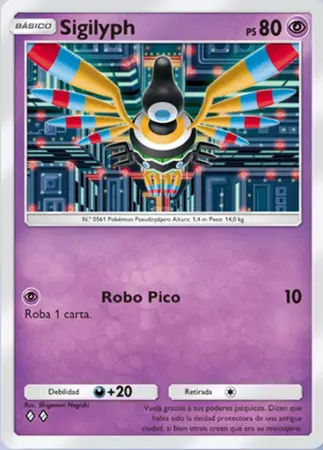 BÁSICO Sigilyph PS 80
N.º 0561 Pokémon Pseudopájaro Altura: 1,4 m Peso: 14,0 kg
Robo Pico 10
Roba 1 carta.
Debilidad +20 Retirada
Ilus. Shigenori Negishi
Vuela gracias a sus poderes psíquicos. Dicen que
había sido la deidad protectora de una antigua
ciudad, si bien otros creen que era su mensajero.